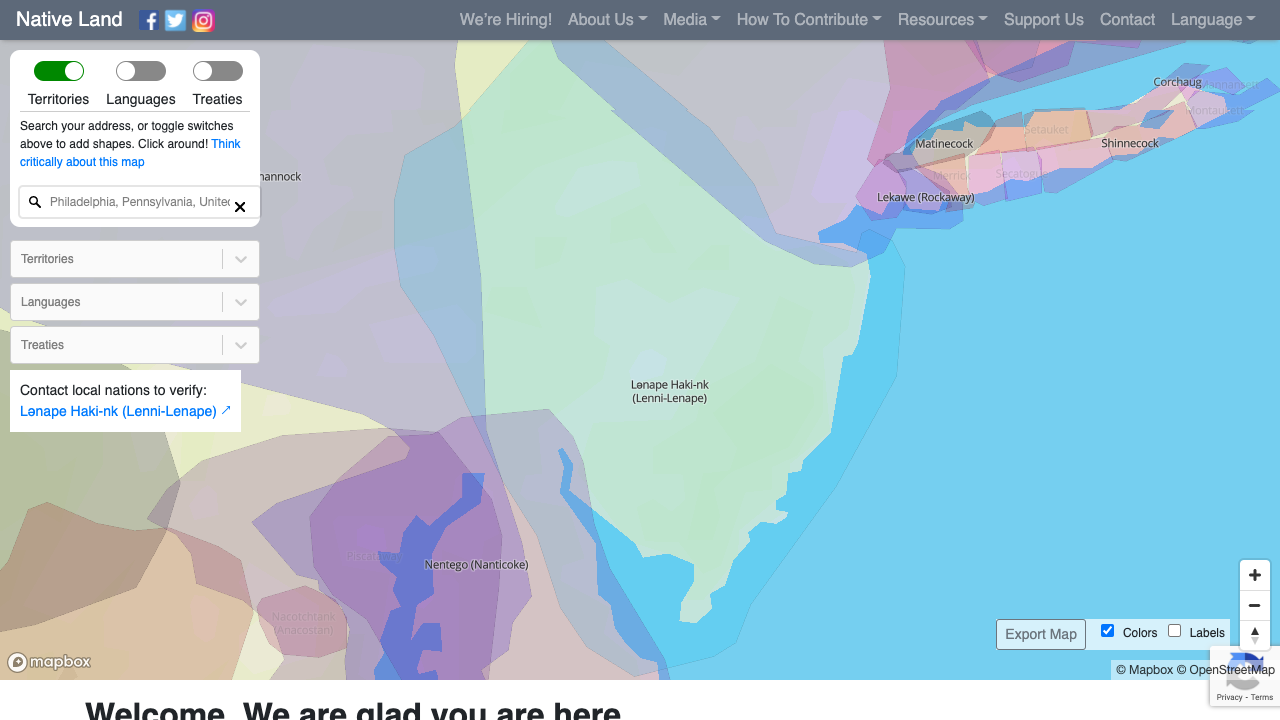 Native Land
We're Hiring!
About Us
Media
How To Contribute
Resources
Support Us
Contact
Language
Territories
Languages
Treaties
Search your address, or toggle switches
above to add shapes. Click around! Think
critically about this map
Philadelphia, Pennsylvania, United
Territories
Languages
Treaties
Contact local nations to verify:
Lənape Haki-nk (Lenni-Lenape)
hannock
Corchaug
Montaukett
Setauket
Matinecock
Shinnecock
Merrick
Secatogue
Lekawe (Rockaway)
Lənape Haki-nk
(Lenni-Lenape)
Piscataway
Nentego (Nanticoke)
Nacotchtank
(Anacostan)
Export Map
Colors
Labels
mapbox
© Mapbox © OpenStreetMap
Privacy - Terms
Welcome. We are glad you are here.